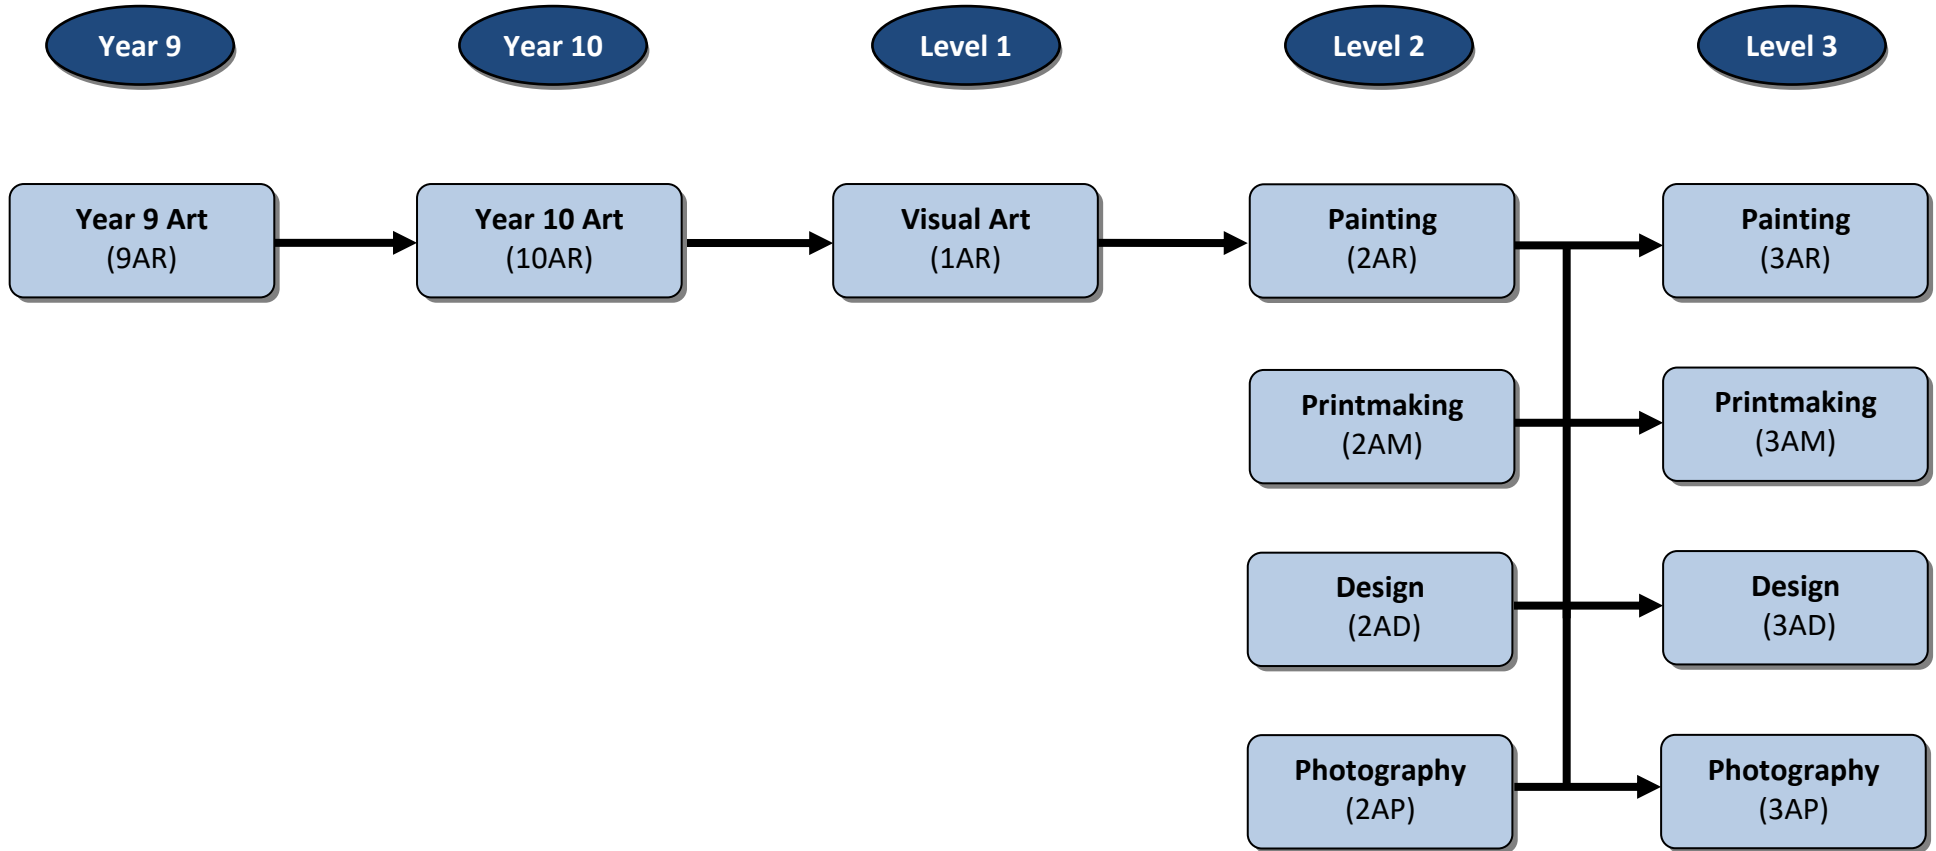 Year 9
Year 10
Level 1
Level 2
Level 3
Year 9 Art
(9AR)
Year 10 Art
(10AR)
Visual Art
(1AR)
Painting
(2AR)
Painting
(3AR)
Printmaking
(2AM)
Printmaking
(3AM)
Design
(2AD)
Design
(3AD)
Photography
(2AP)
Photography
(3AP)